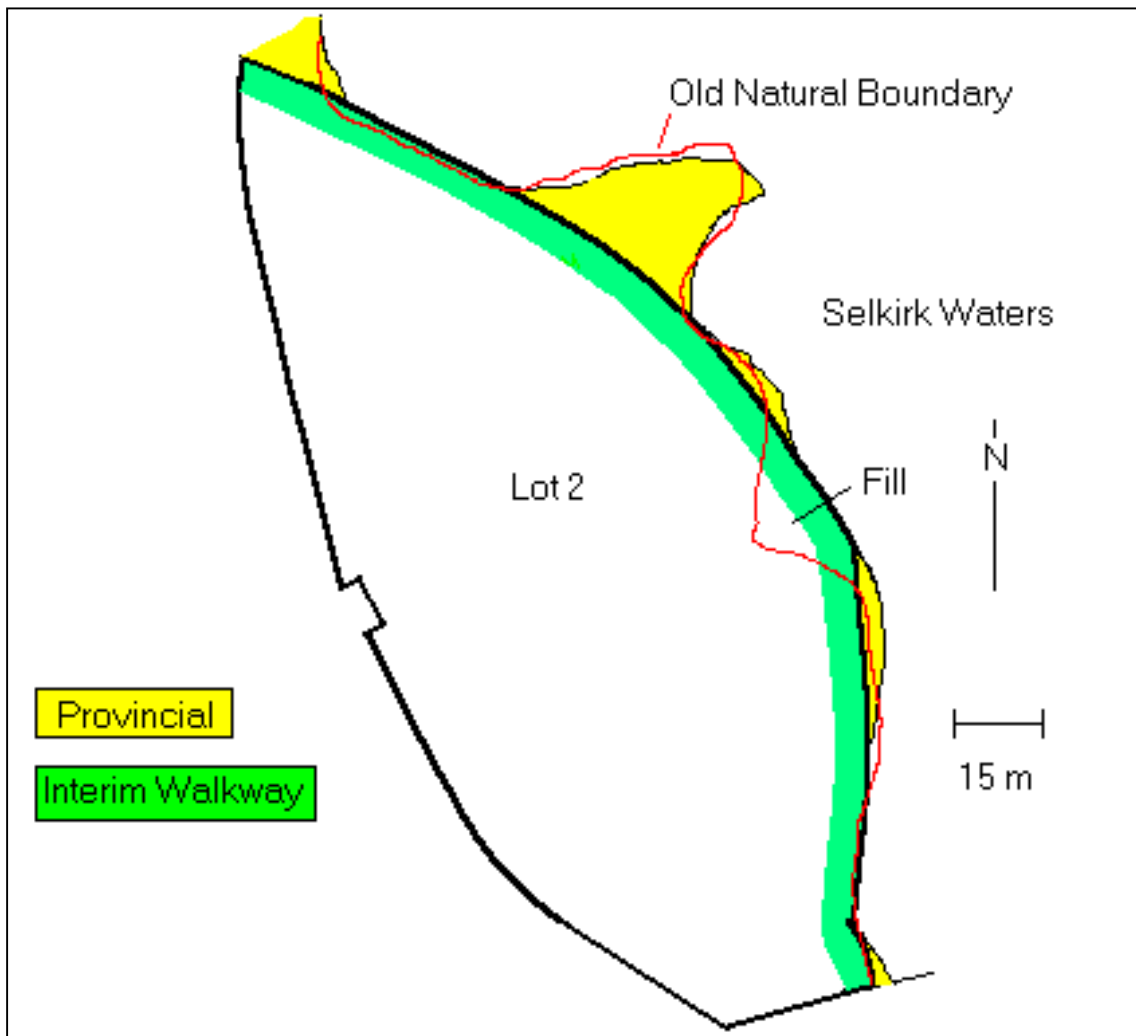 Old Natural Boundary
Selkirk Waters
N
Lot 2
Fill
Provincial
15 m
Interim Walkway